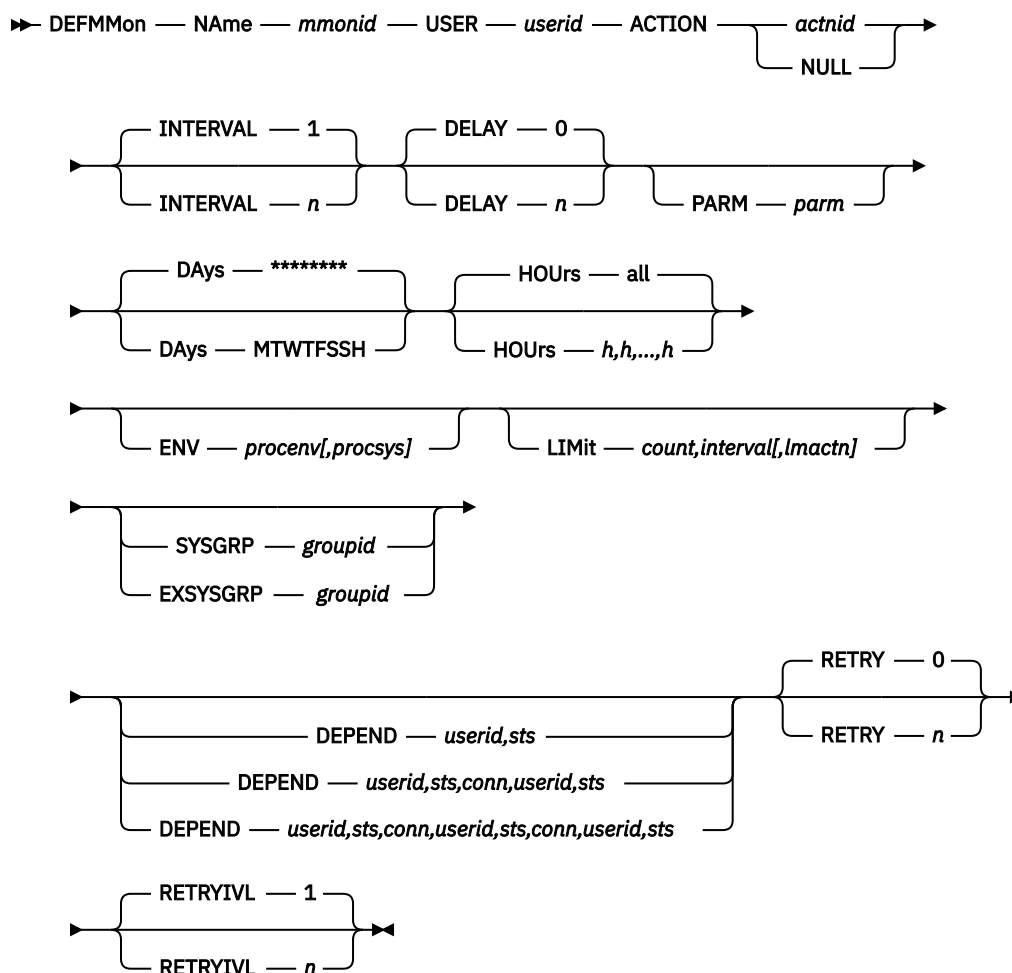 DEFMMon NAme mmonid USER userid ACTION actnid
NULL
INTERVAL 1 DELAY 0
INTERVAL n DELAY n PARM parm
DAys ******** HOUrs all
DAys MTWTFSSH HOUrs h,h,...,h
ENV procenv[,procsys] LIMit count,interval[,lmactn]
SYSGRP groupid
EXSYSGRP groupid
RETRY 0
DEPEND userid,sts RETRY n
DEPEND userid,sts,conn,userid,sts
DEPEND userid,sts,conn,userid,sts,conn,userid,sts
RETRYIVL 1
RETRYIVL n